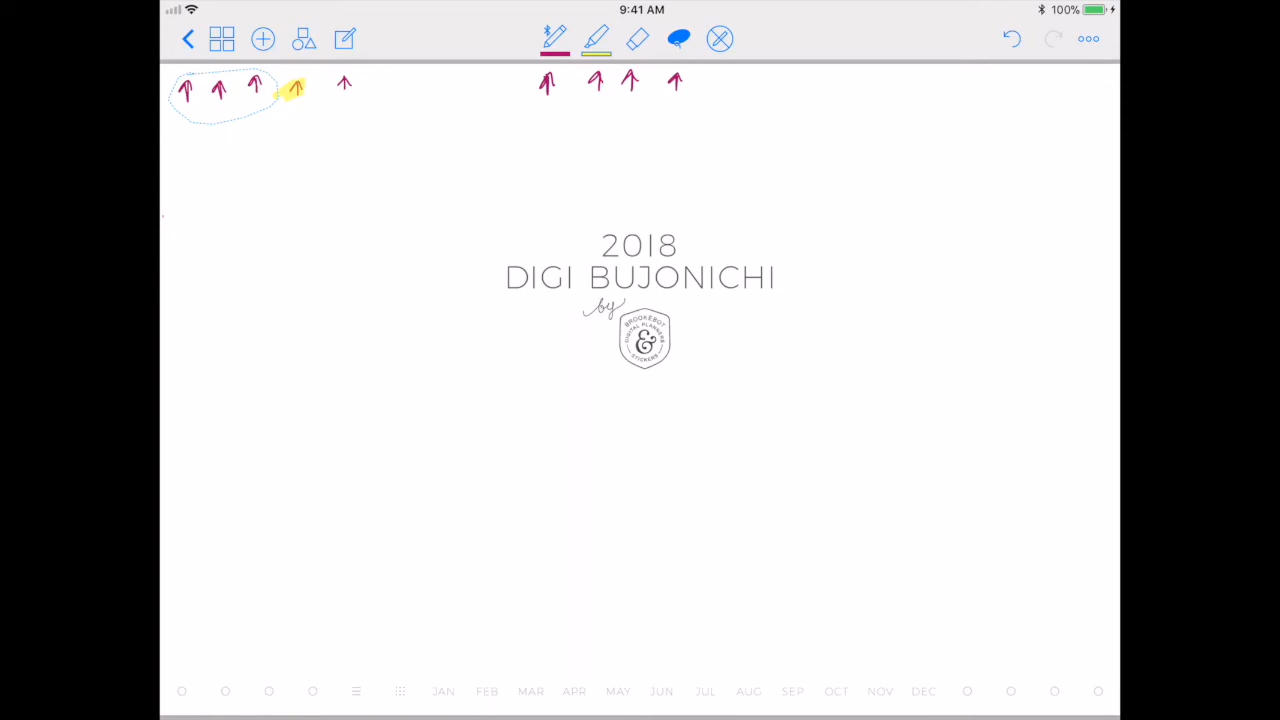 9:41 AM
100%
2018
DIGI BUJONICHI
by
BROOKEBOT
DIGITAL PLANNERS
&
STICKERS
JAN FEB MAR APR MAY JUN JUL AUG SEP OCT NOV DEC